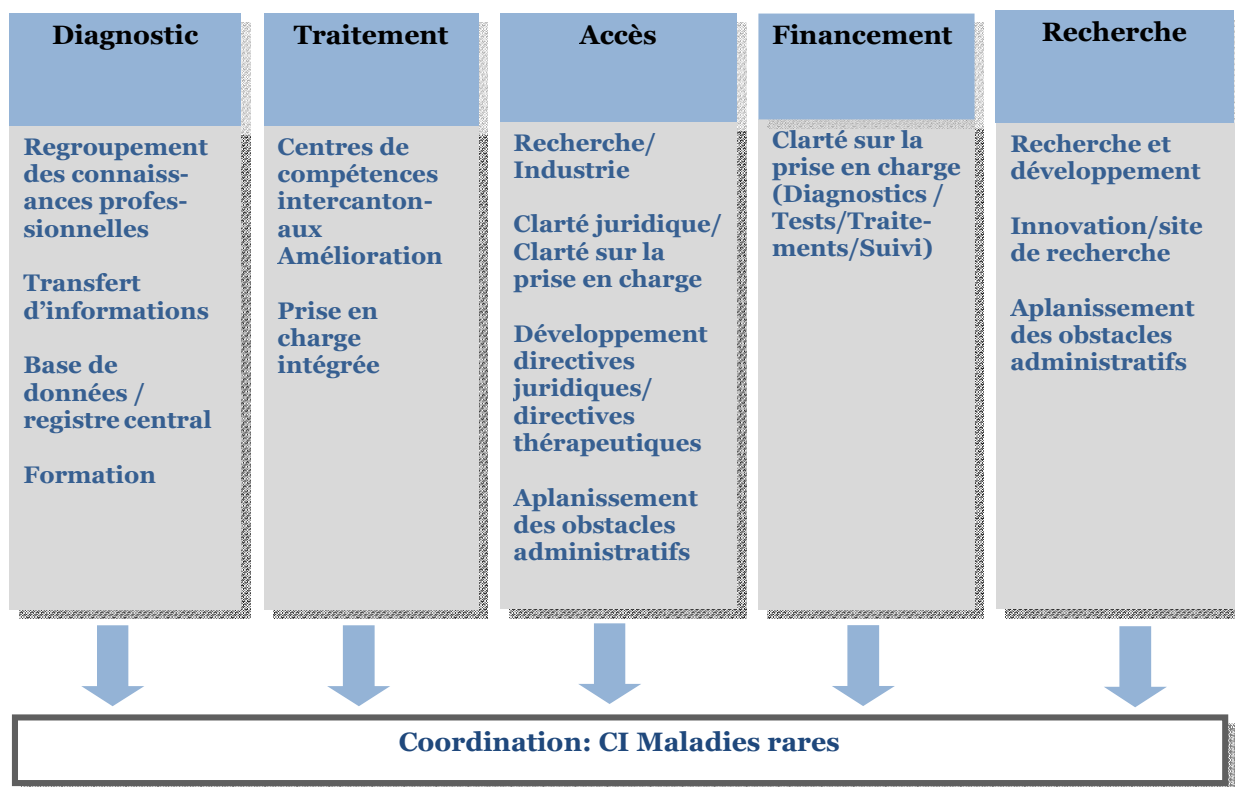 Diagnostic
Regroupement
des connaiss-
ances profes-
sionnelles
Transfert
d'informations
Base de
données /
registre central
Formation
Traitement
Centres de
compétences
intercanton-
aux
Amélioration
Prise en
charge
intégrée
Accès
Recherche/
Industrie
Clarté juridique/
Clarté sur la
prise en charge
Développement
directives
juridiques/
directives
thérapeutiques
Aplanissement
des obstacles
administratifs
Financement
Clarté sur la
prise en charge
(Diagnostics /
Tests/Traite-
ments/Suivi)
Recherche
Recherche et
développement
Innovation/site
de recherche
Aplanissement
des obstacles
administratifs
Coordination: CI Maladies rares